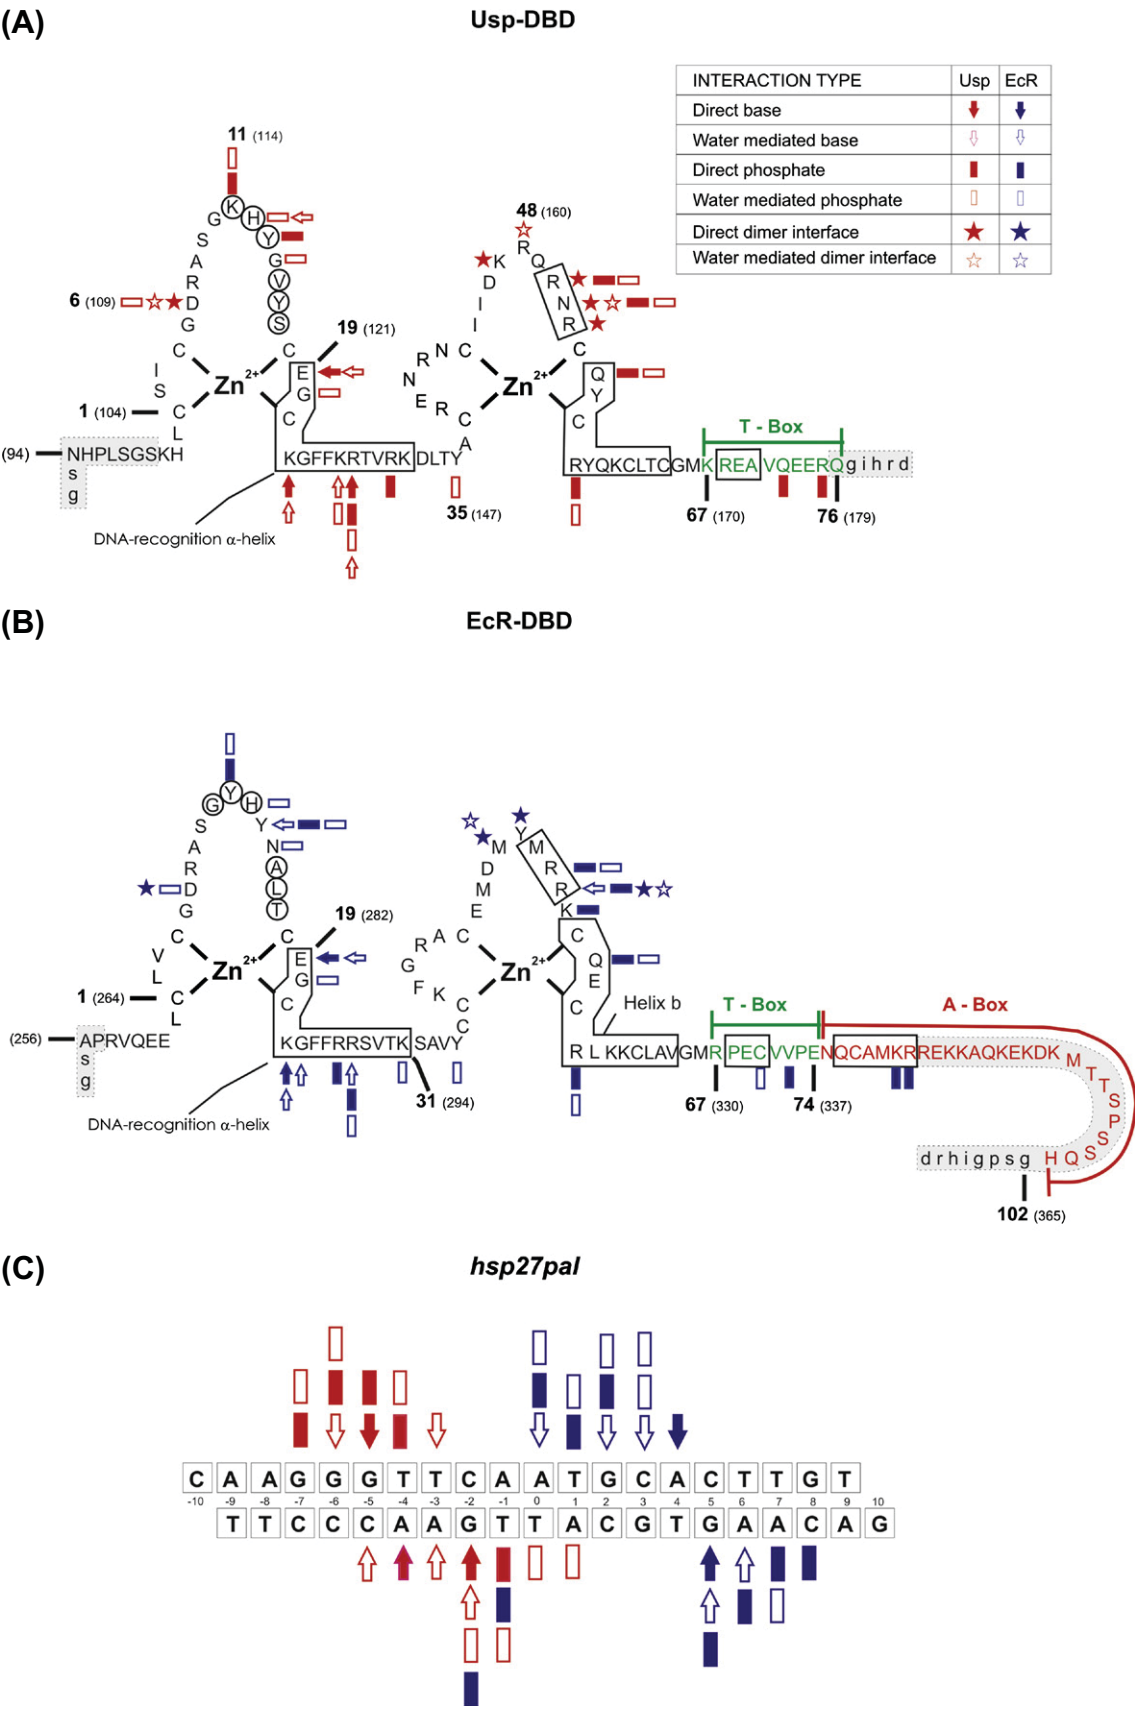 (A)
Usp-DBD
INTERACTION TYPE Usp EcR
Direct base
Water mediated base
Direct phosphate
Water mediated phosphate
Direct dimer interface
Water mediated dimer interface
11 (114)
K
G H
S Y
A G
R V
6 (109) D Y
G S
C C
19 (121)
I
S
Zn2+
E
G
1 (104) C C
L
(94) NHPLSGSKH
s
g
KGFFKRTVRK DLTY
DNA-recognition α-helix
35 (147)
A
C
R
E
N
R
N
C
I
I
D
K
48 (160)
R
Q
R
N
R
C
Zn2+
Q
Y
C
RYQKCLTCGMKREAVQEERQgihrd
T - Box
67 (170)
76 (179)
(B)
EcR-DBD
Y
G H
S Y
A N
R A
D L
G T
C C
19 (282)
V
L
Zn2+
E
G
1 (264) C C
L
(256) APRVQEE
s
g
KGFFRRSVTK SAVY
DNA-recognition α-helix
31 (294)
C
C
K
F
G
R
A
C
E
M
D
M
Y
M
R
R
K
C
Zn2+
Q
E
C
Helix b
RLKKCLAVGMRPECVVPENQCAMKRREKKAQKEKDK
T - Box
A - Box
67 (330)
74 (337)
M
T
T
S
P
S
S
Q
H
drhigpsg
102 (365)
(C)
hsp27pal
C A A G G G T T C A A T G C A C T T G T
-10 -9 -8 -7 -6 -5 -4 -3 -2 -1 0 1 2 3 4 5 6 7 8 9 10
T T C C C A A G T T A C G T G A A C A G